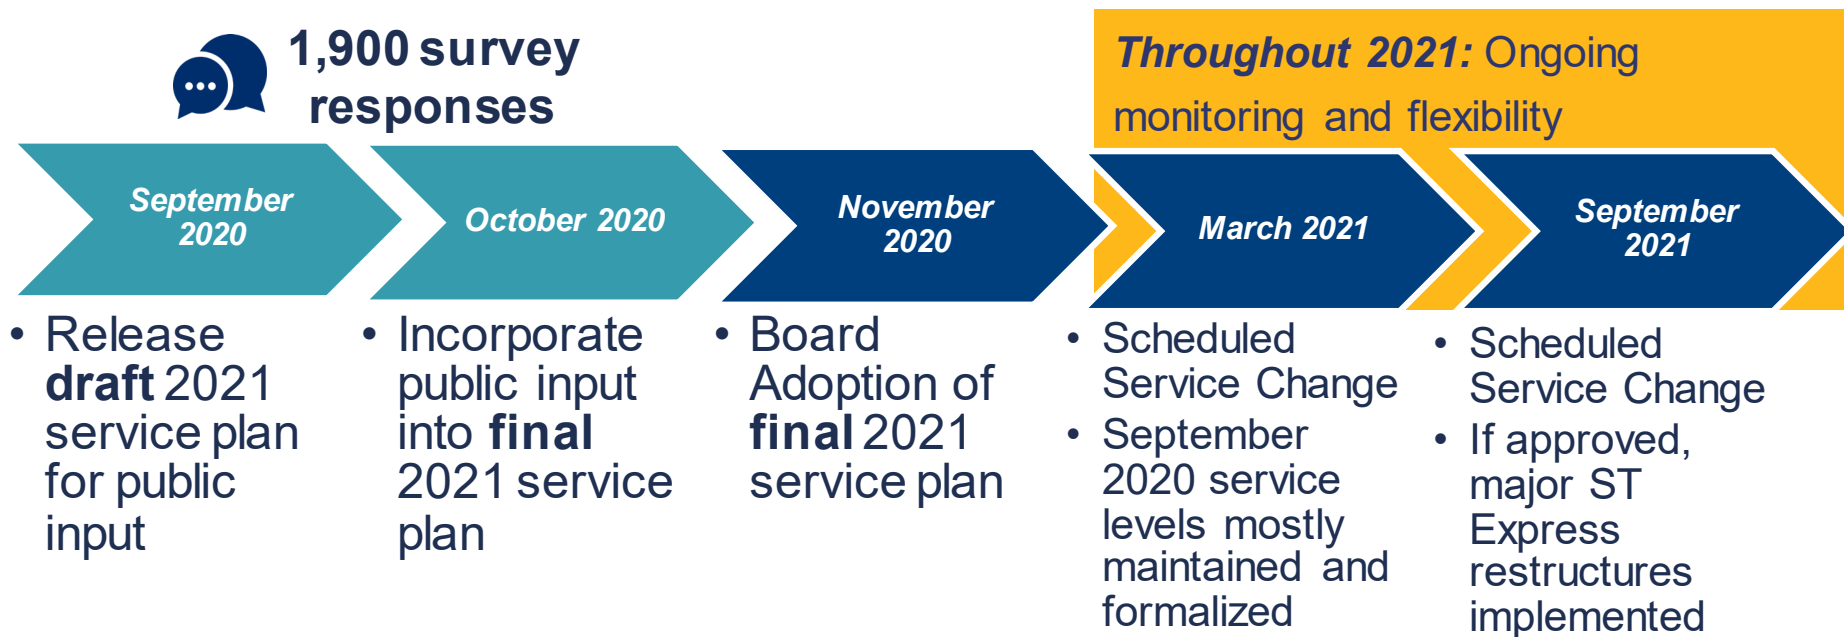 1,900 survey
responses
Throughout 2021: Ongoing
monitoring and flexibility
September
2020
October 2020
November
2020
March 2021
September
2021
• Release
draft 2021
service plan
for public
input
• Incorporate
public input
into final
2021 service
plan
• Board
Adoption of
final 2021
service plan
• Scheduled
Service Change
• September
2020 service
levels mostly
maintained and
formalized
• Scheduled
Service Change
• If approved,
major ST
Express
restructures
implemented